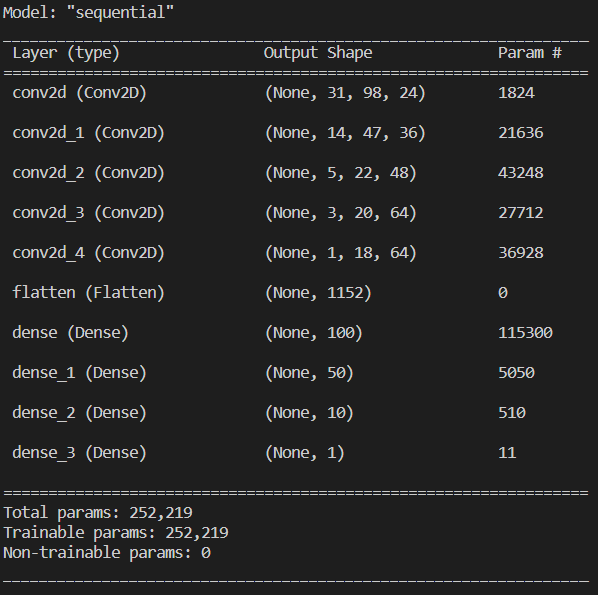 Model: "sequential"
_________________________________________________________________
Layer (type) Output Shape Param #
=================================================================
conv2d (Conv2D) (None, 31, 98, 24) 1824
conv2d_1 (Conv2D) (None, 14, 47, 36) 21636
conv2d_2 (Conv2D) (None, 5, 22, 48) 43248
conv2d_3 (Conv2D) (None, 3, 20, 64) 27712
conv2d_4 (Conv2D) (None, 1, 18, 64) 36928
flatten (Flatten) (None, 1152) 0
dense (Dense) (None, 100) 115300
dense_1 (Dense) (None, 50) 5050
dense_2 (Dense) (None, 10) 510
dense_3 (Dense) (None, 1) 11
=================================================================
Total params: 252,219
Trainable params: 252,219
Non-trainable params: 0
_________________________________________________________________